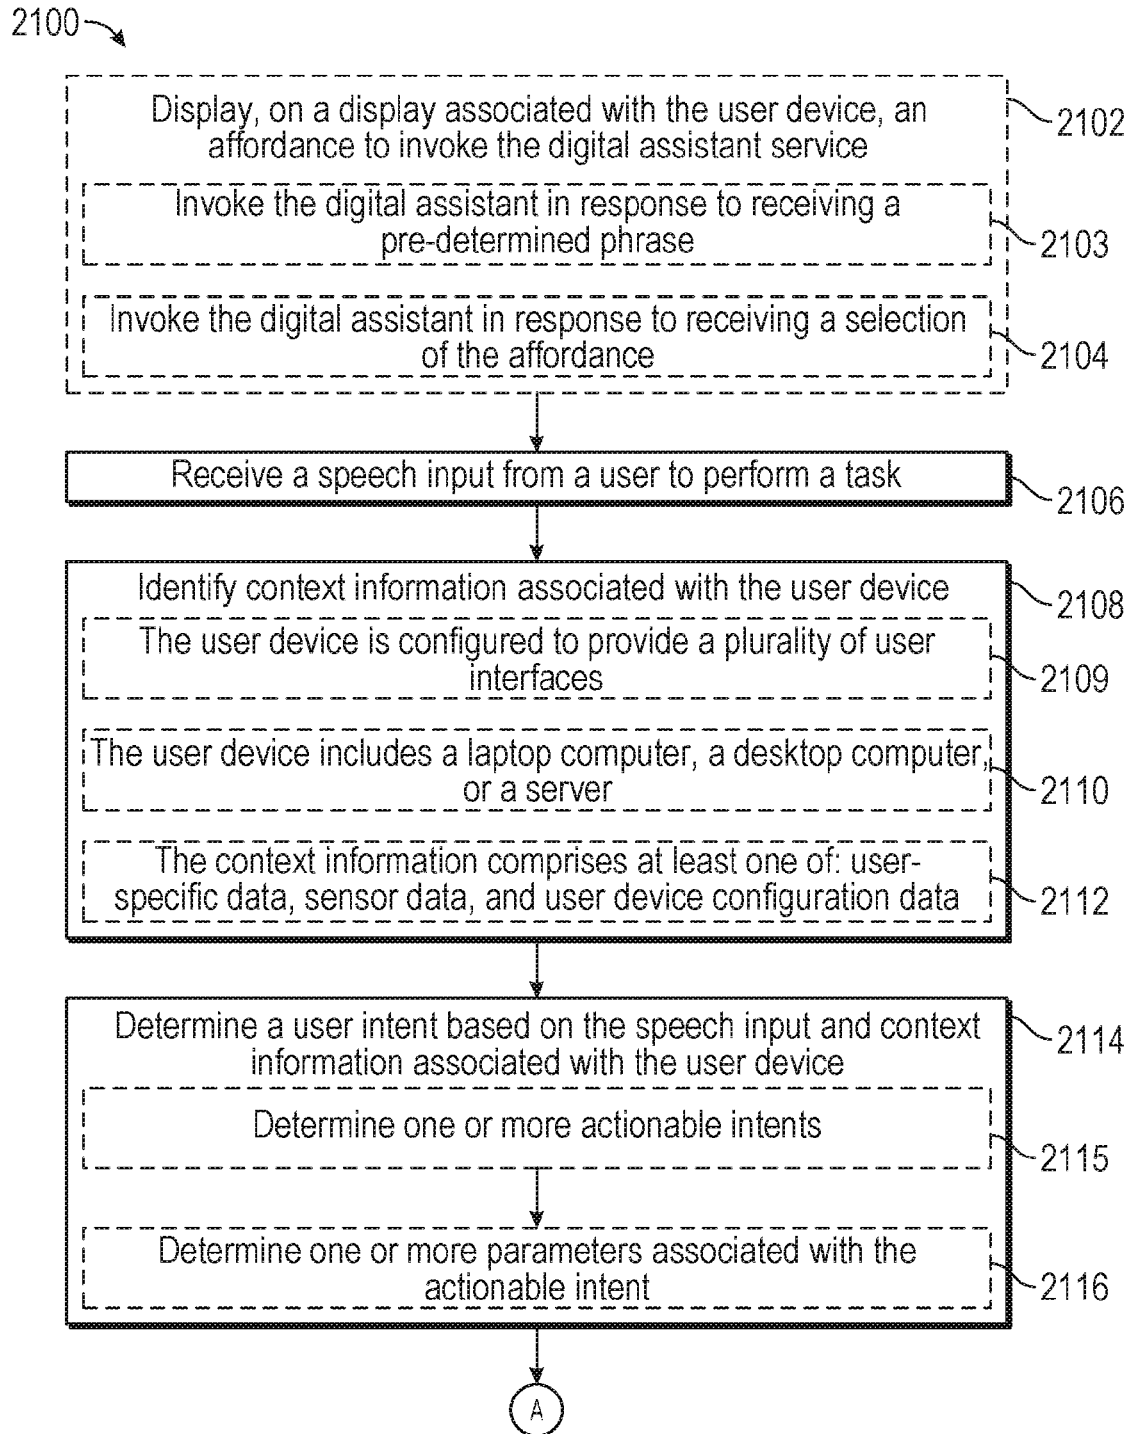 2100
Display, on a display associated with the user device, an
affordance to invoke the digital assistant service
2102
Invoke the digital assistant in response to receiving a
pre-determined phrase
2103
Invoke the digital assistant in response to receiving a selection
of the affordance
2104
Receive a speech input from a user to perform a task
2106
Identify context information associated with the user device
2108
The user device is configured to provide a plurality of user
interfaces
2109
The user device includes a laptop computer, a desktop computer,
or a server
2110
The context information comprises at least one of: user-
specific data, sensor data, and user device configuration data
2112
Determine a user intent based on the speech input and context
information associated with the user device
2114
Determine one or more actionable intents
2115
Determine one or more parameters associated with the
actionable intent
2116
A